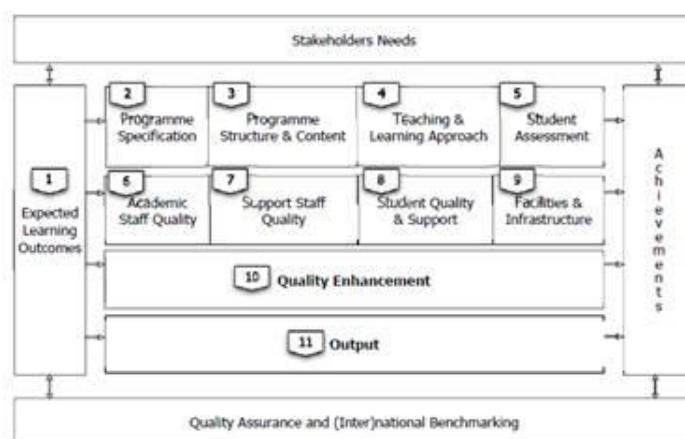 Stakeholders Needs
2
3
4
5
Programme
Specification
Programme
Structure & Content
Teaching &
Learning Approach
Student
Assessment
1
Expected
Learning
Outcomes
6
7
8
9
Academic
Staff Quality
Support Staff
Quality
Student Quality
& Support
Facilities &
Infrastructure
10 Quality Enhancement
11 Output
Achievements
Quality Assurance and (Inter)national Benchmarking